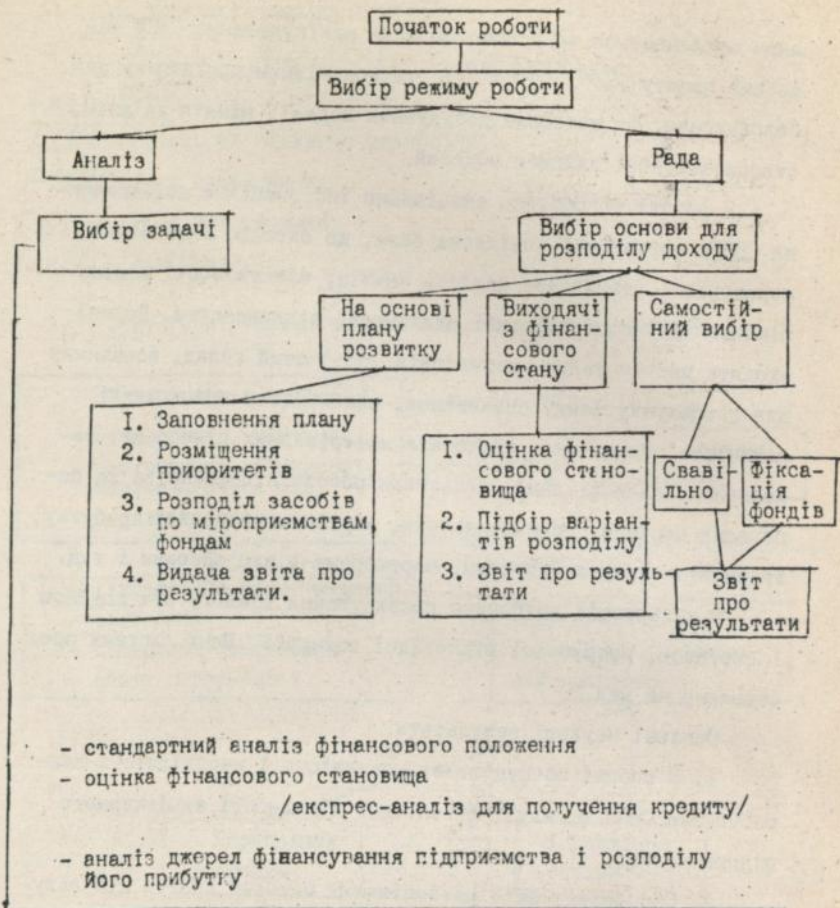 Початок роботи
Вибір режиму роботи
Аналіз
Рада
Вибір задачі
Вибір основи для
розподілу доходу
На основі
плану
розвитку
Виходячі
з фінан-
сового
стану
Самостій-
ний вибір
I. Заповнення плану
2. Розміщення
приоритетів
3. Розподіл засобів
по міроприємствам,
фондам
4. Видача звіта про
результати.
I. Оцінка фінан-
сового стано-
вища
2. Підбір варіан-
тів розподілу
3. Звіт про резуль-
тати
Сваві-
льно
Фікса-
ція
фондів
Звіт
про
результати
- стандартний аналіз фінансового положення
- оцінка фінансового становища
/експрес-аналіз для получення кредиту/
- аналіз джерел фінансування підприємства і розподілу
його прибутку